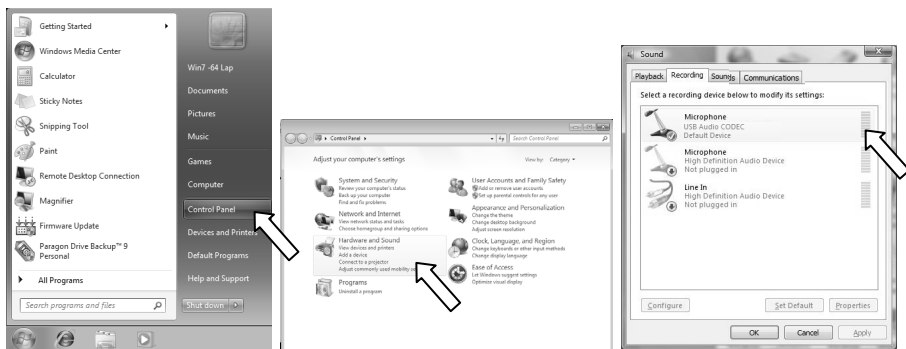 Getting Started
Windows Media Center
Calculator
Sticky Notes
Snipping Tool
Paint
Remote Desktop Connection
Magnifier
Firmware Update
Paragon Drive Backup™ 9
Personal
All Programs
Search programs and files
Win7 -64 Lap
Documents
Pictures
Music
Games
Computer
Control Panel
Devices and Printers
Default Programs
Help and Support
Shut down
Control Panel
Search Control Panel
Adjust your computer's settings
View by: Category
System and Security
Review your computer's status
Back up your computer
Find and fix problems
Network and Internet
View network status and tasks
Choose homegroup and sharing options
Hardware and Sound
View devices and printers
Add a device
Connect to a projector
Adjust commonly used mobility se
Programs
Uninstall a program
User Accounts and Family Safety
Add or remove user accounts
Set up parental controls for any user
Appearance and Personalization
Change the theme
Change desktop background
Adjust screen resolution
Clock, Language, and Region
Change keyboards or other input methods
Change display language
Ease of Access
Let Windows suggest settings
Optimize visual display
Sound
Playback Recording Sounds Communications
Select a recording device below to modify its settings:
Microphone
USB Audio CODEC
Default Device
Microphone
High Definition Audio Device
Not plugged in
Line In
High Definition Audio Device
Not plugged in
Configure Set Default Properties
OK Cancel Apply